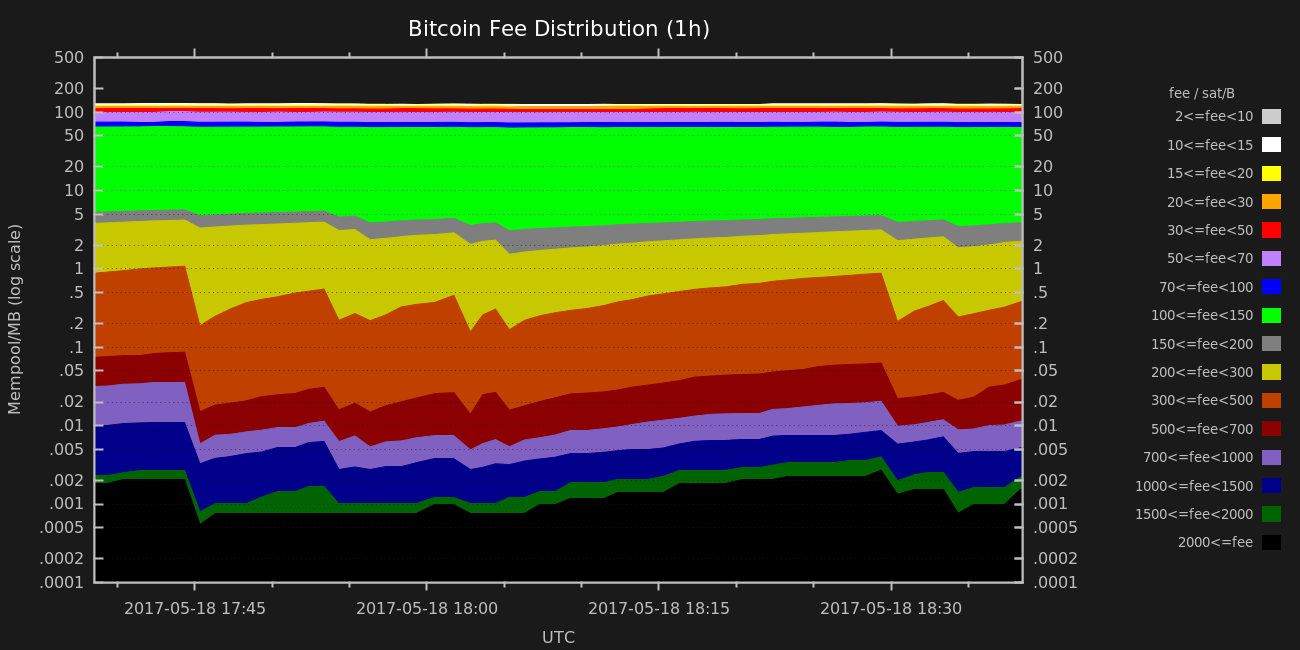 Bitcoin Fee Distribution (1h)
500 500
200 200
100 100
50 50
20 20
10 10
5 5
2 2
1 1
.5 .5
.2 .2
.1 .1
.05 .05
.02 .02
.01 .01
.005 .005
.002 .002
.001 .001
.0005 .0005
.0002 .0002
.0001 .0001
Mempool/MB (log scale)
2017-05-18 17:45 2017-05-18 18:00 2017-05-18 18:15 2017-05-18 18:30
UTC
fee / sat/B
2<=fee<10
10<=fee<15
15<=fee<20
20<=fee<30
30<=fee<50
50<=fee<70
70<=fee<100
100<=fee<150
150<=fee<200
200<=fee<300
300<=fee<500
500<=fee<700
700<=fee<1000
1000<=fee<1500
1500<=fee<2000
2000<=fee